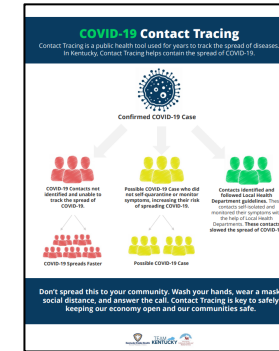 COVID-19 Contact Tracing
Contact Tracing is a public health tool used for years to track the spread of diseases.
In Kentucky, Contact Tracing helps contain the spread of COVID-19.
Confirmed COVID-19 Case
COVID-19 Contacts not
identified and unable to
track the spread of
COVID-19.
COVID-19 Spreads Faster
Possible COVID-19 Case who did
not self-quarantine or monitor
symptoms, increasing their risk
of spreading COVID-19.
Possible COVID-19 Case
Contacts identified and
followed Local Health
Department guidelines. These
contacts self-isolated and
monitored their symptoms with
the help of Local Health
Departments. These contacts
slowed the spread of COVID-19
Don't spread this to your community. Wash your hands, wear a mask,
social distance, and answer the call. Contact Tracing is key to safely
keeping our economy open and our communities safe.
TEAM
KENTUCKY